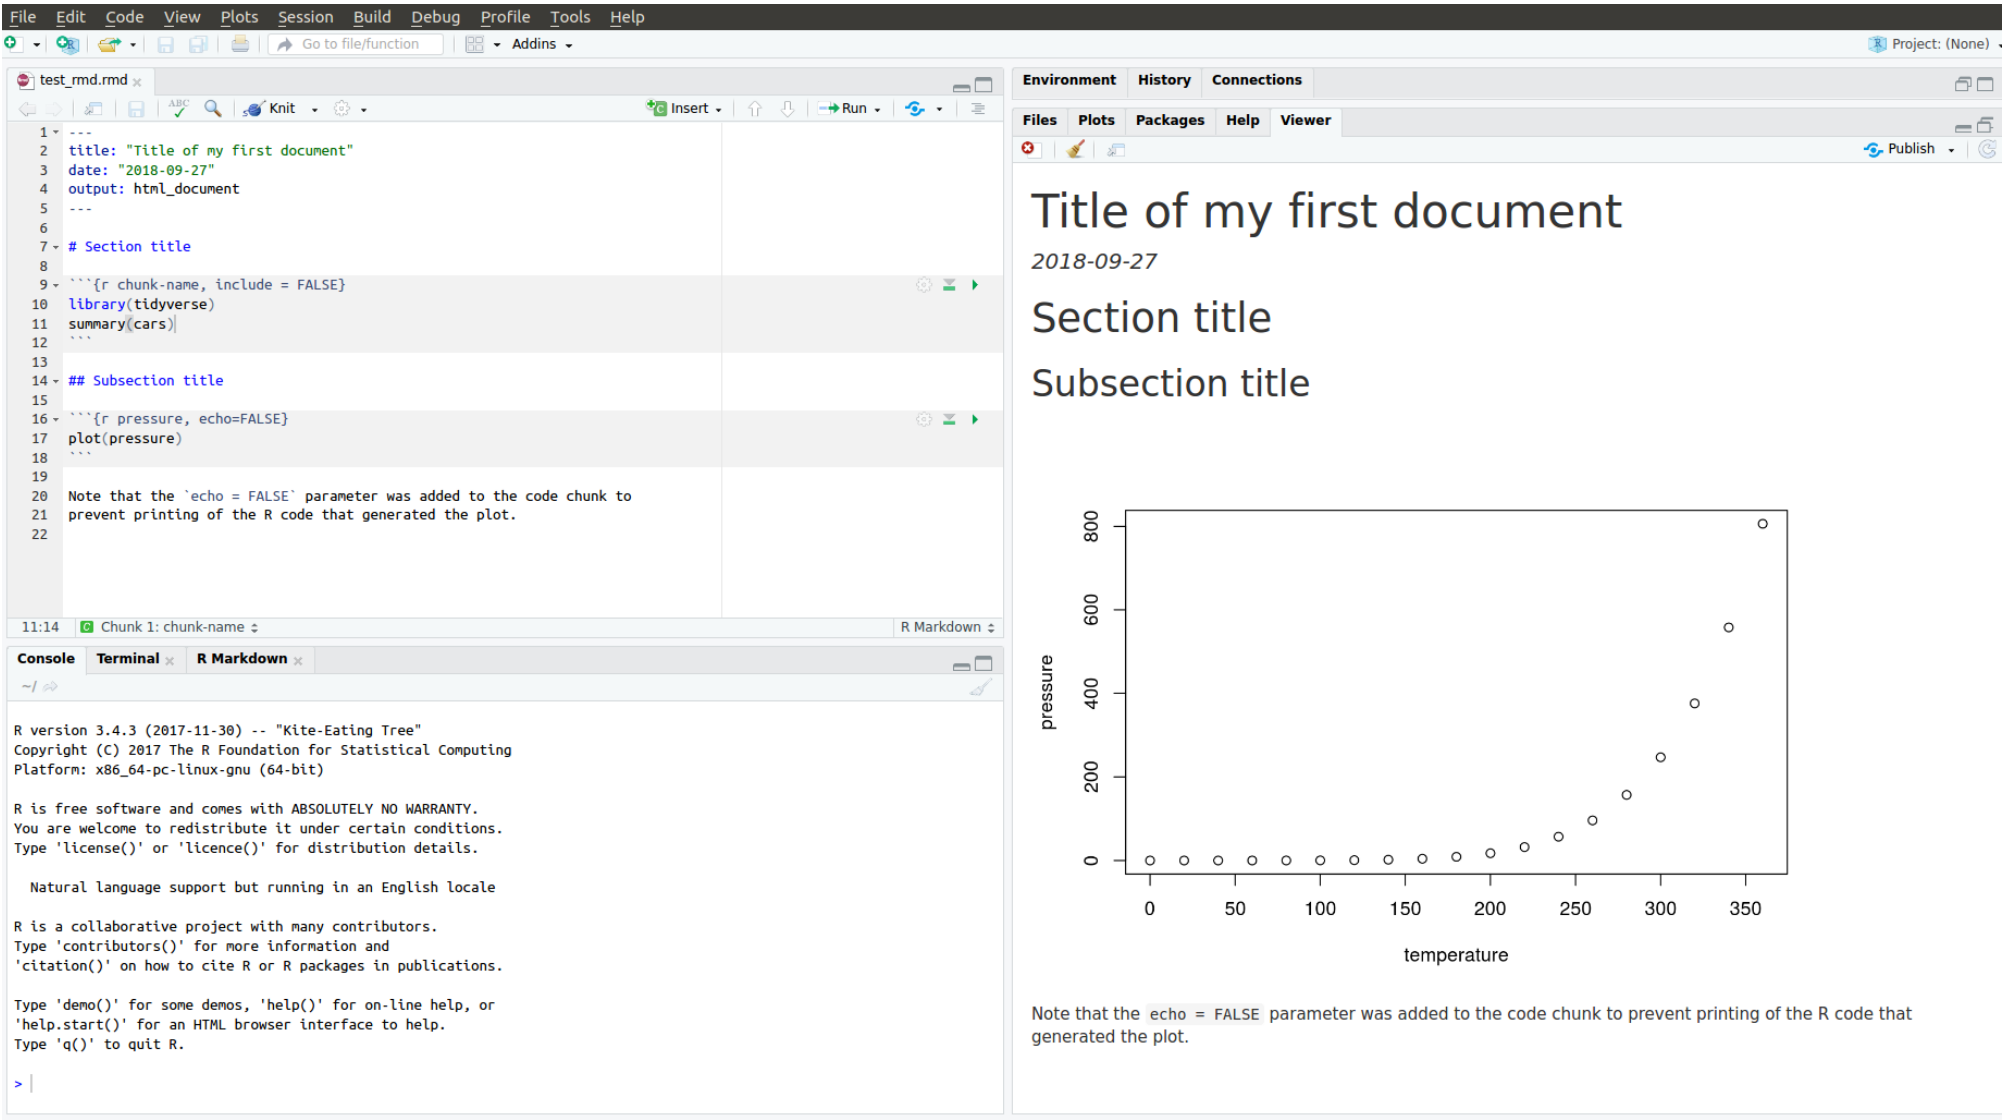 File Edit Code View Plots Session Build Debug Profile Tools Help
Go to file/function Addins Project: (None)
test_rmd.rmd
ABC Knit Insert Run
1 ---
2 title: "Title of my first document"
3 date: "2018-09-27"
4 output: html_document
5 ---
6
7 # Section title
8
9 ```{r chunk-name, include = FALSE}
10 library(tidyverse)
11 summary(cars)
12 ```
13
14 ## Subsection title
15
16 ```{r pressure, echo=FALSE}
17 plot(pressure)
18 ```
19
20 Note that the `echo = FALSE` parameter was added to the code chunk to
21 prevent printing of the R code that generated the plot.
22
11:14 Chunk 1: chunk-name R Markdown
Console Terminal R Markdown
~/
R version 3.4.3 (2017-11-30) -- "Kite-Eating Tree"
Copyright (C) 2017 The R Foundation for Statistical Computing
Platform: x86_64-pc-linux-gnu (64-bit)
R is free software and comes with ABSOLUTELY NO WARRANTY.
You are welcome to redistribute it under certain conditions.
Type 'license()' or 'licence()' for distribution details.
Natural language support but running in an English locale
R is a collaborative project with many contributors.
Type 'contributors()' for more information and
'citation()' on how to cite R or R packages in publications.
Type 'demo()' for some demos, 'help()' for on-line help, or
'help.start()' for an HTML browser interface to help.
Type 'q()' to quit R.
>
Environment History Connections
Files Plots Packages Help Viewer
Publish
Title of my first document
2018-09-27
Section title
Subsection title
800
600
400
200
0
pressure
0 50 100 150 200 250 300 350
temperature
Note that the echo = FALSE parameter was added to the code chunk to prevent printing of the R code that
generated the plot.